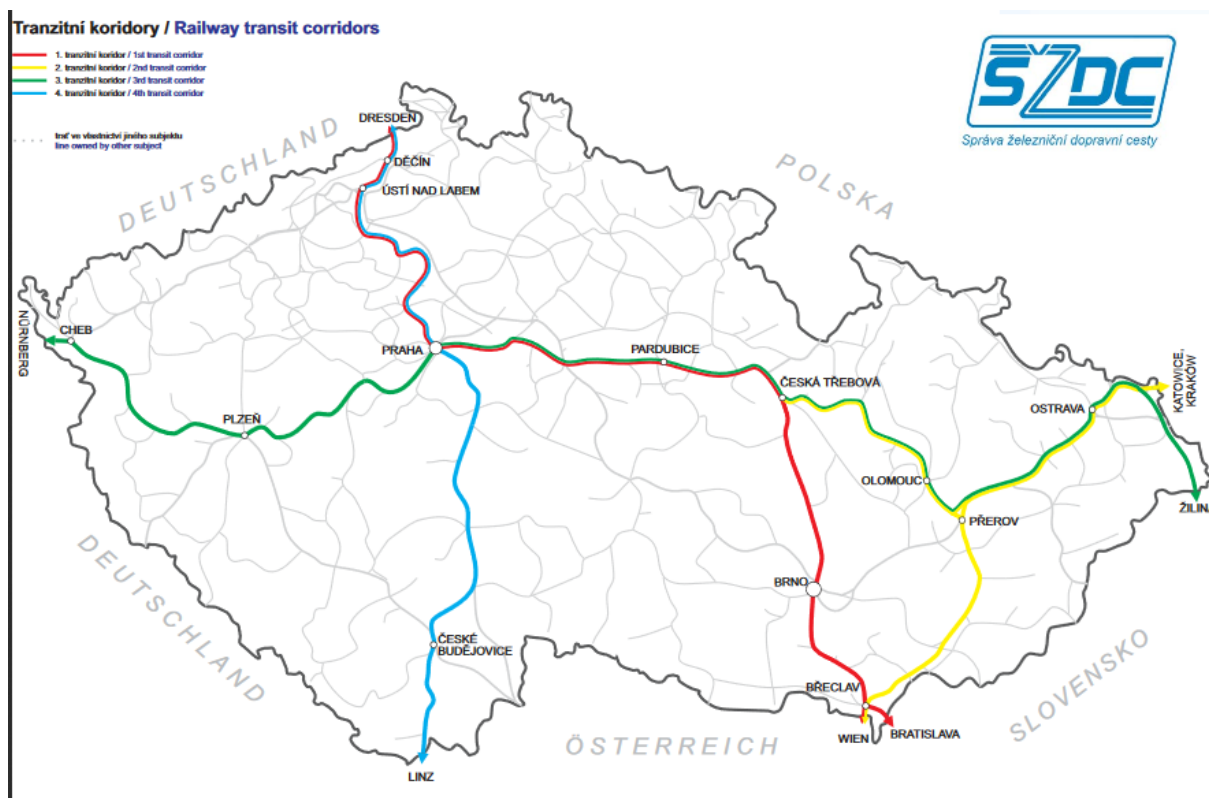 Tranzitní koridory / Railway transit corridors
1. tranzitní koridor / 1st transit corridor
2. tranzitní koridor / 2nd transit corridor
3. tranzitní koridor / 3rd transit corridor
4. tranzitní koridor / 4th transit corridor
trať ve vlastnictví jiného subjektu
line owned by other subject
SŽDC
Správa železniční dopravní cesty
DEUTSCHLAND
POLSKA
DRESDEN
DĚČÍN
ÚSTÍ NAD LABEM
NÜRNBERG
CHEB
PRAHA
PARDUBICE
ČESKÁ TŘEBOVÁ
KATOWICE,
KRAKÓW
OSTRAVA
PLZEŇ
OLOMOUC
ŽILINA
PŘEROV
DEUTSCHLAND
BRNO
ČESKÉ
BUDĚJOVICE
SLOVENSKO
BŘECLAV
WIEN
BRATISLAVA
ÖSTERREICH
LINZ